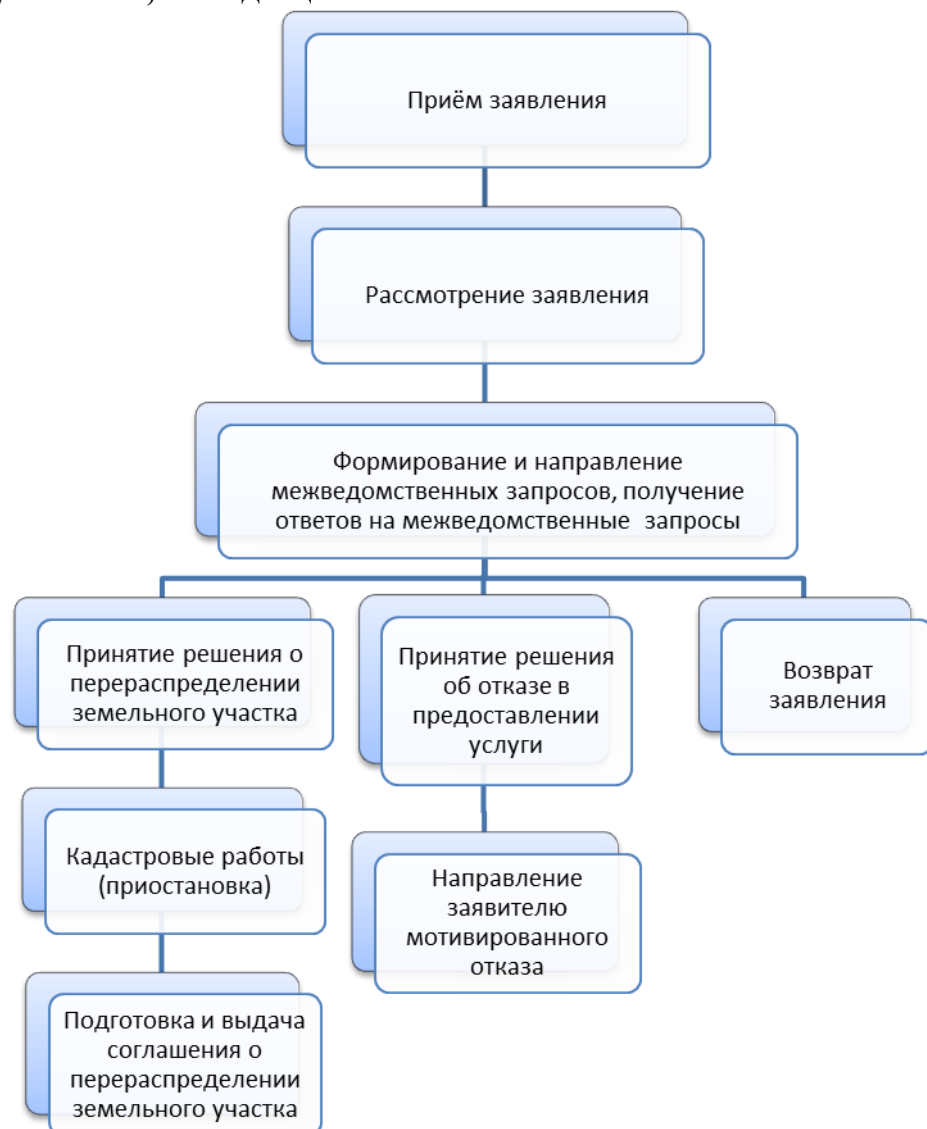 Приём заявления
Рассмотрение заявления
Формирование и направление
межведомственных запросов, получение
ответов на межведомственные запросы
Принятие решения о
перераспределении
земельного участка
Принятие решения
об отказе в
предоставлении
услуги
Возврат
заявления
Кадастровые работы
(приостановка)
Направление
заявителю
мотивированного
отказа
Подготовка и выдача
соглашения о
перераспределении
земельного участка